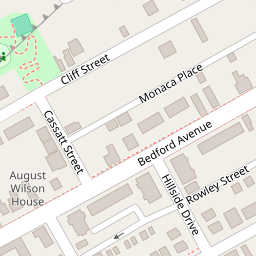 Cliff Street
Monaca Place
Cassatt Street
Bedford Avenue
August
Wilson
House
Hillside Drive
Rowley Street